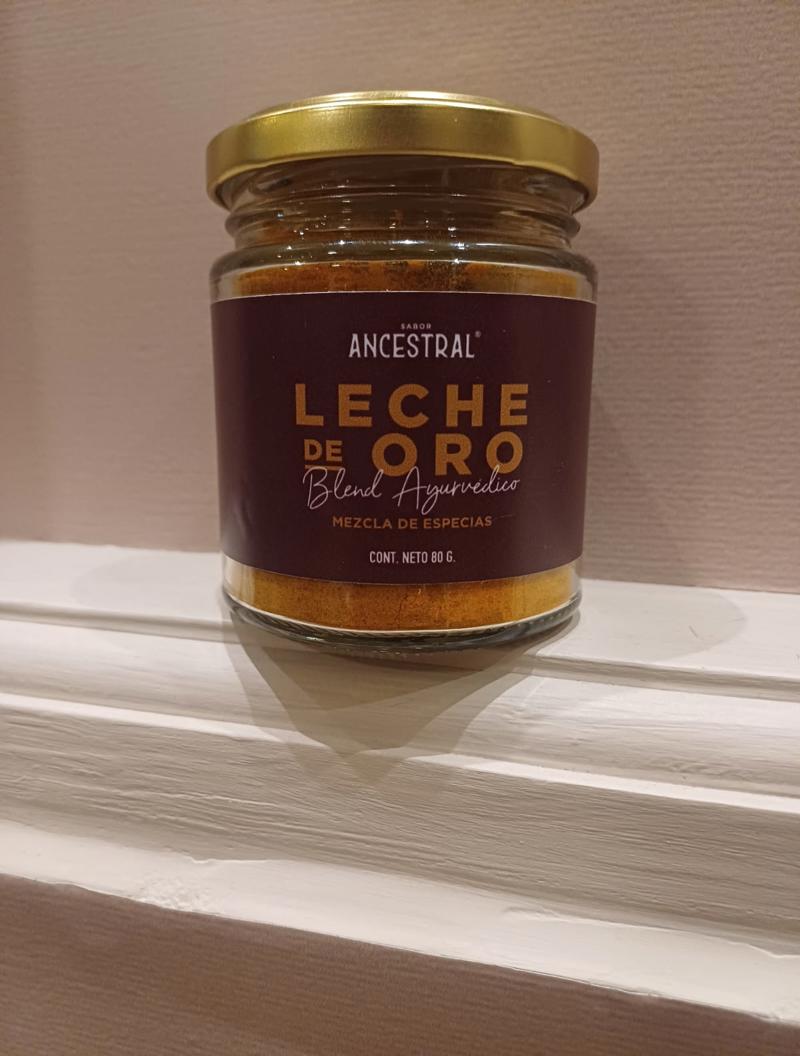 SABOR
ANCESTRAL®
LECHE
DE ORO
Blend Ayurvédico
MEZCLA DE ESPECIAS
CONT. NETO 80 G.